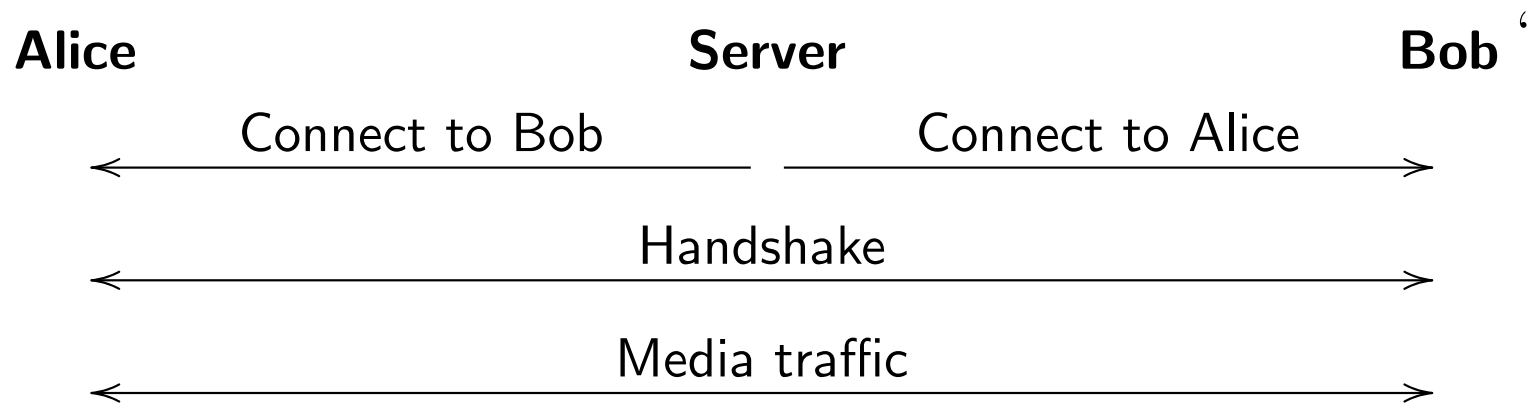 Alice Server Bob ‘
Connect to Bob Connect to Alice
Handshake
Media traffic